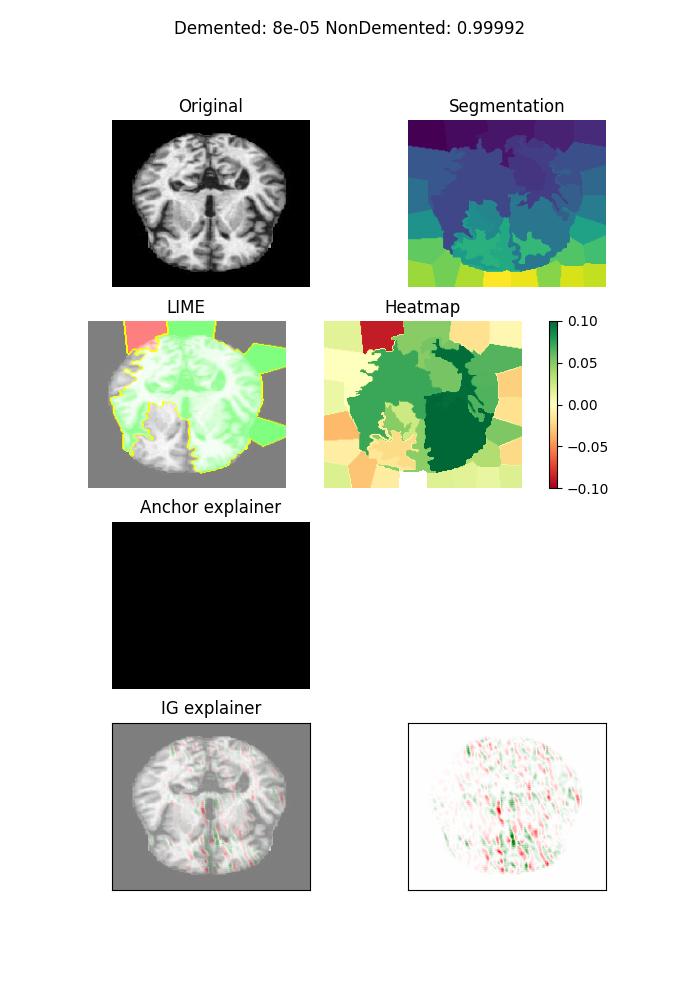 Demented: 8e-05 NonDemented: 0.99992
Original
Segmentation
LIME
Heatmap
0.10
0.05
0.00
−0.05
−0.10
Anchor explainer
IG explainer